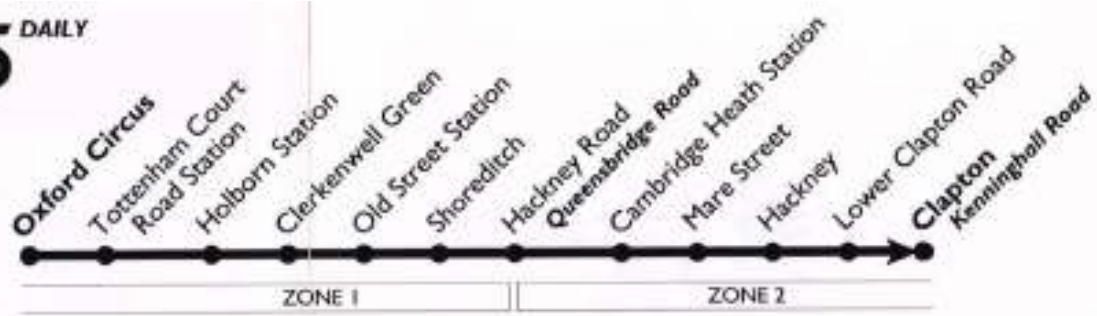 DAILY
Oxford Circus
Tottenham Court
Road Station
Holborn Station
Clerkenwell Green
Old Street Station
Shoreditch
Hackney Road
Queensbridge Road
Cambridge Heath Station
Mare Street
Hackney
Lower Clapton Road
Clapton
Kenninghall Road
ZONE 1
ZONE 2